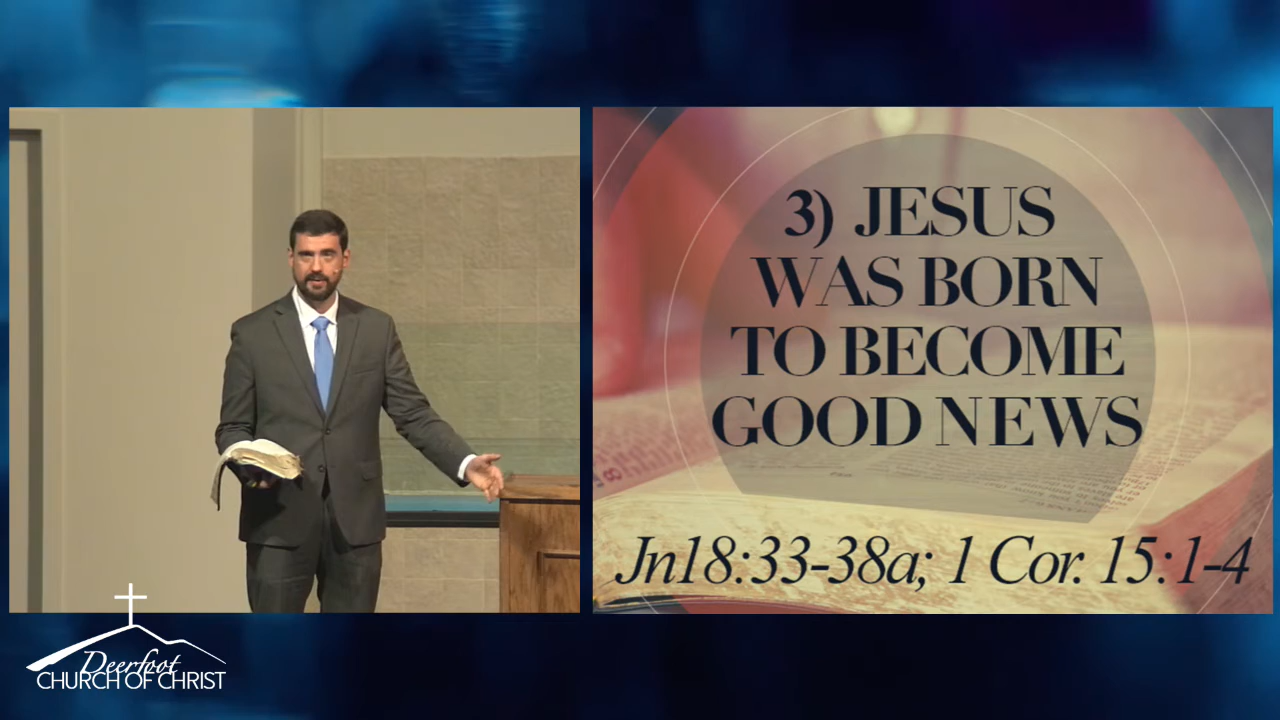 3) JESUS
WAS BORN
TO BECOME
GOOD NEWS
Jn18:33-38a; 1 Cor. 15:1-4
Deerfoot
CHURCH OF CHRIST